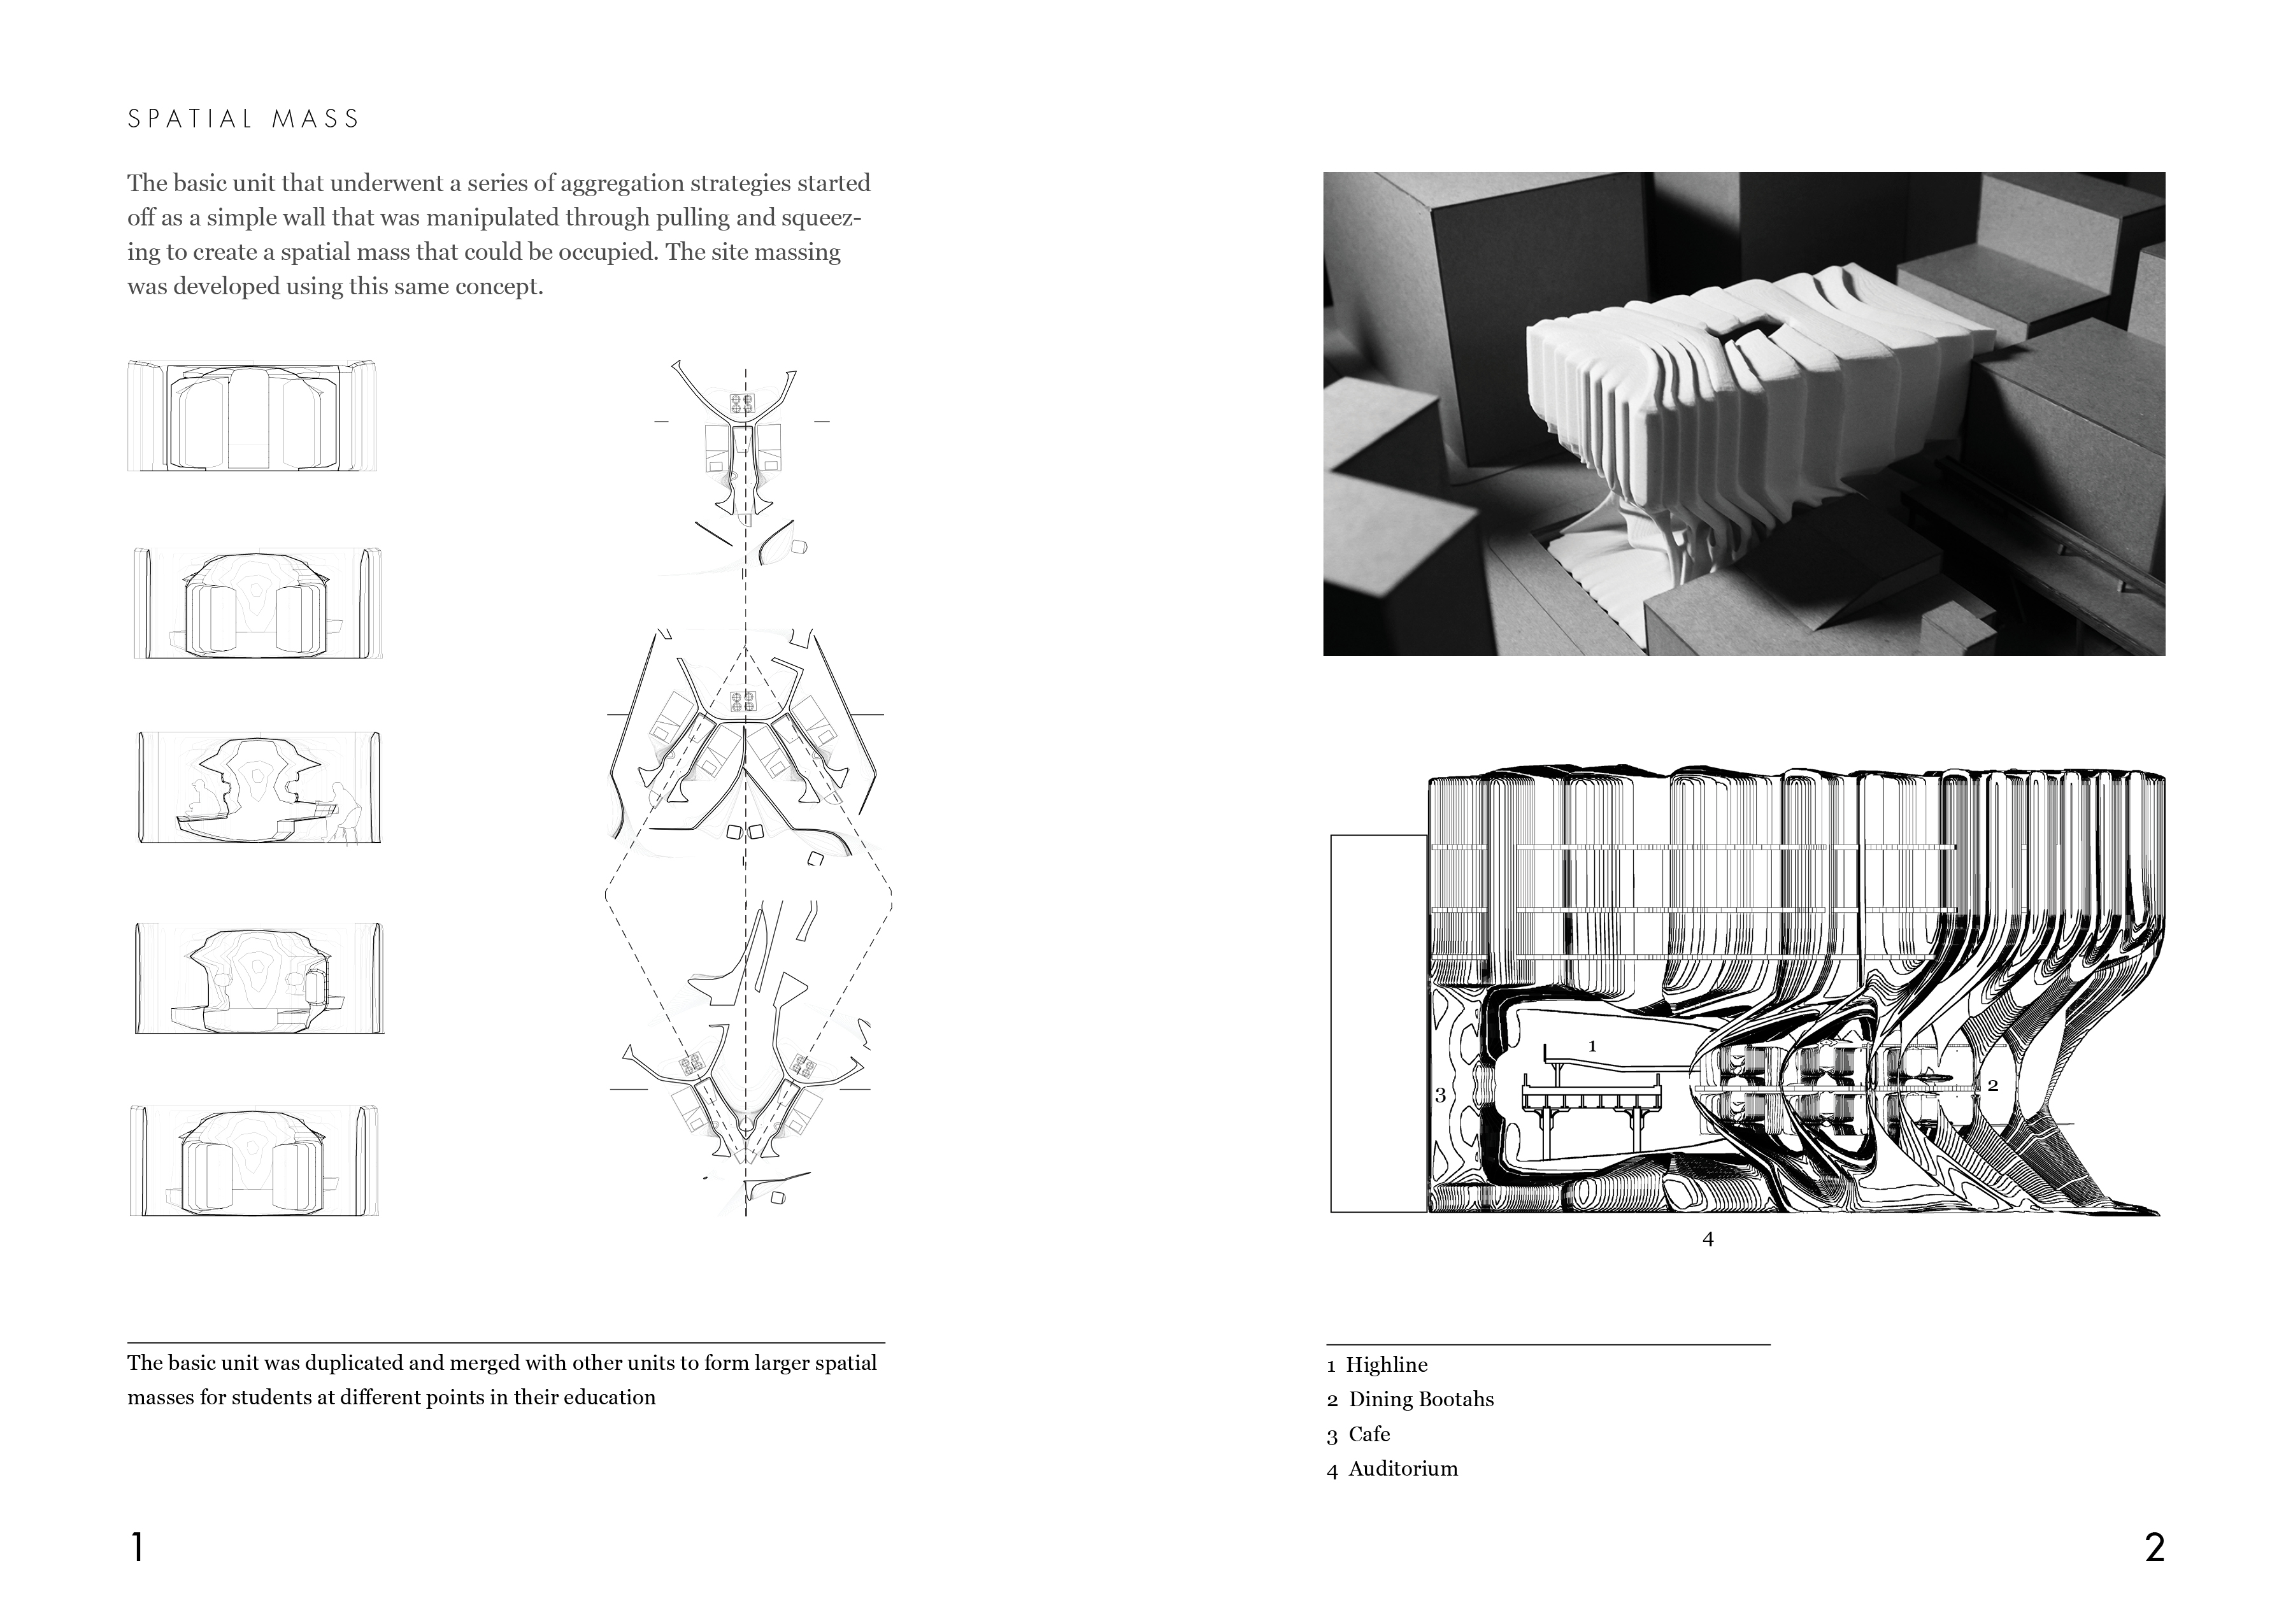 SPATIAL MASS
The basic unit that underwent a series of aggregation strategies started
off as a simple wall that was manipulated through pulling and squeez-
ing to create a spatial mass that could be occupied. The site massing
was developed using this same concept.
The basic unit was duplicated and merged with other units to form larger spatial
masses for students at different points in their education
1
1
2
3
4
1 Highline
2 Dining Bootahs
3 Cafe
4 Auditorium
2